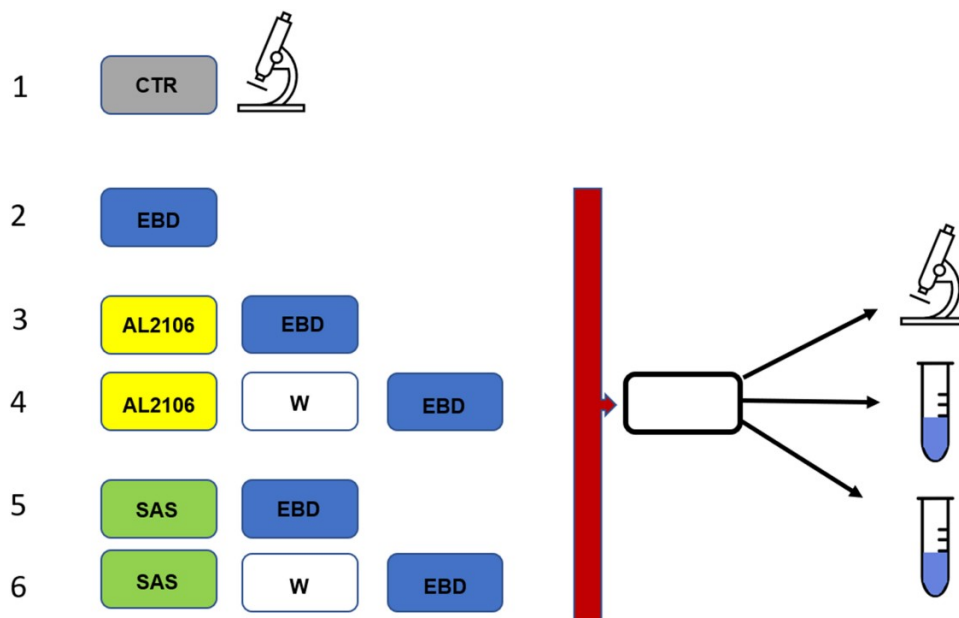 1 CTR
2 EBD
3 AL2106 EBD
4 AL2106 W EBD
5 SAS EBD
6 SAS W EBD